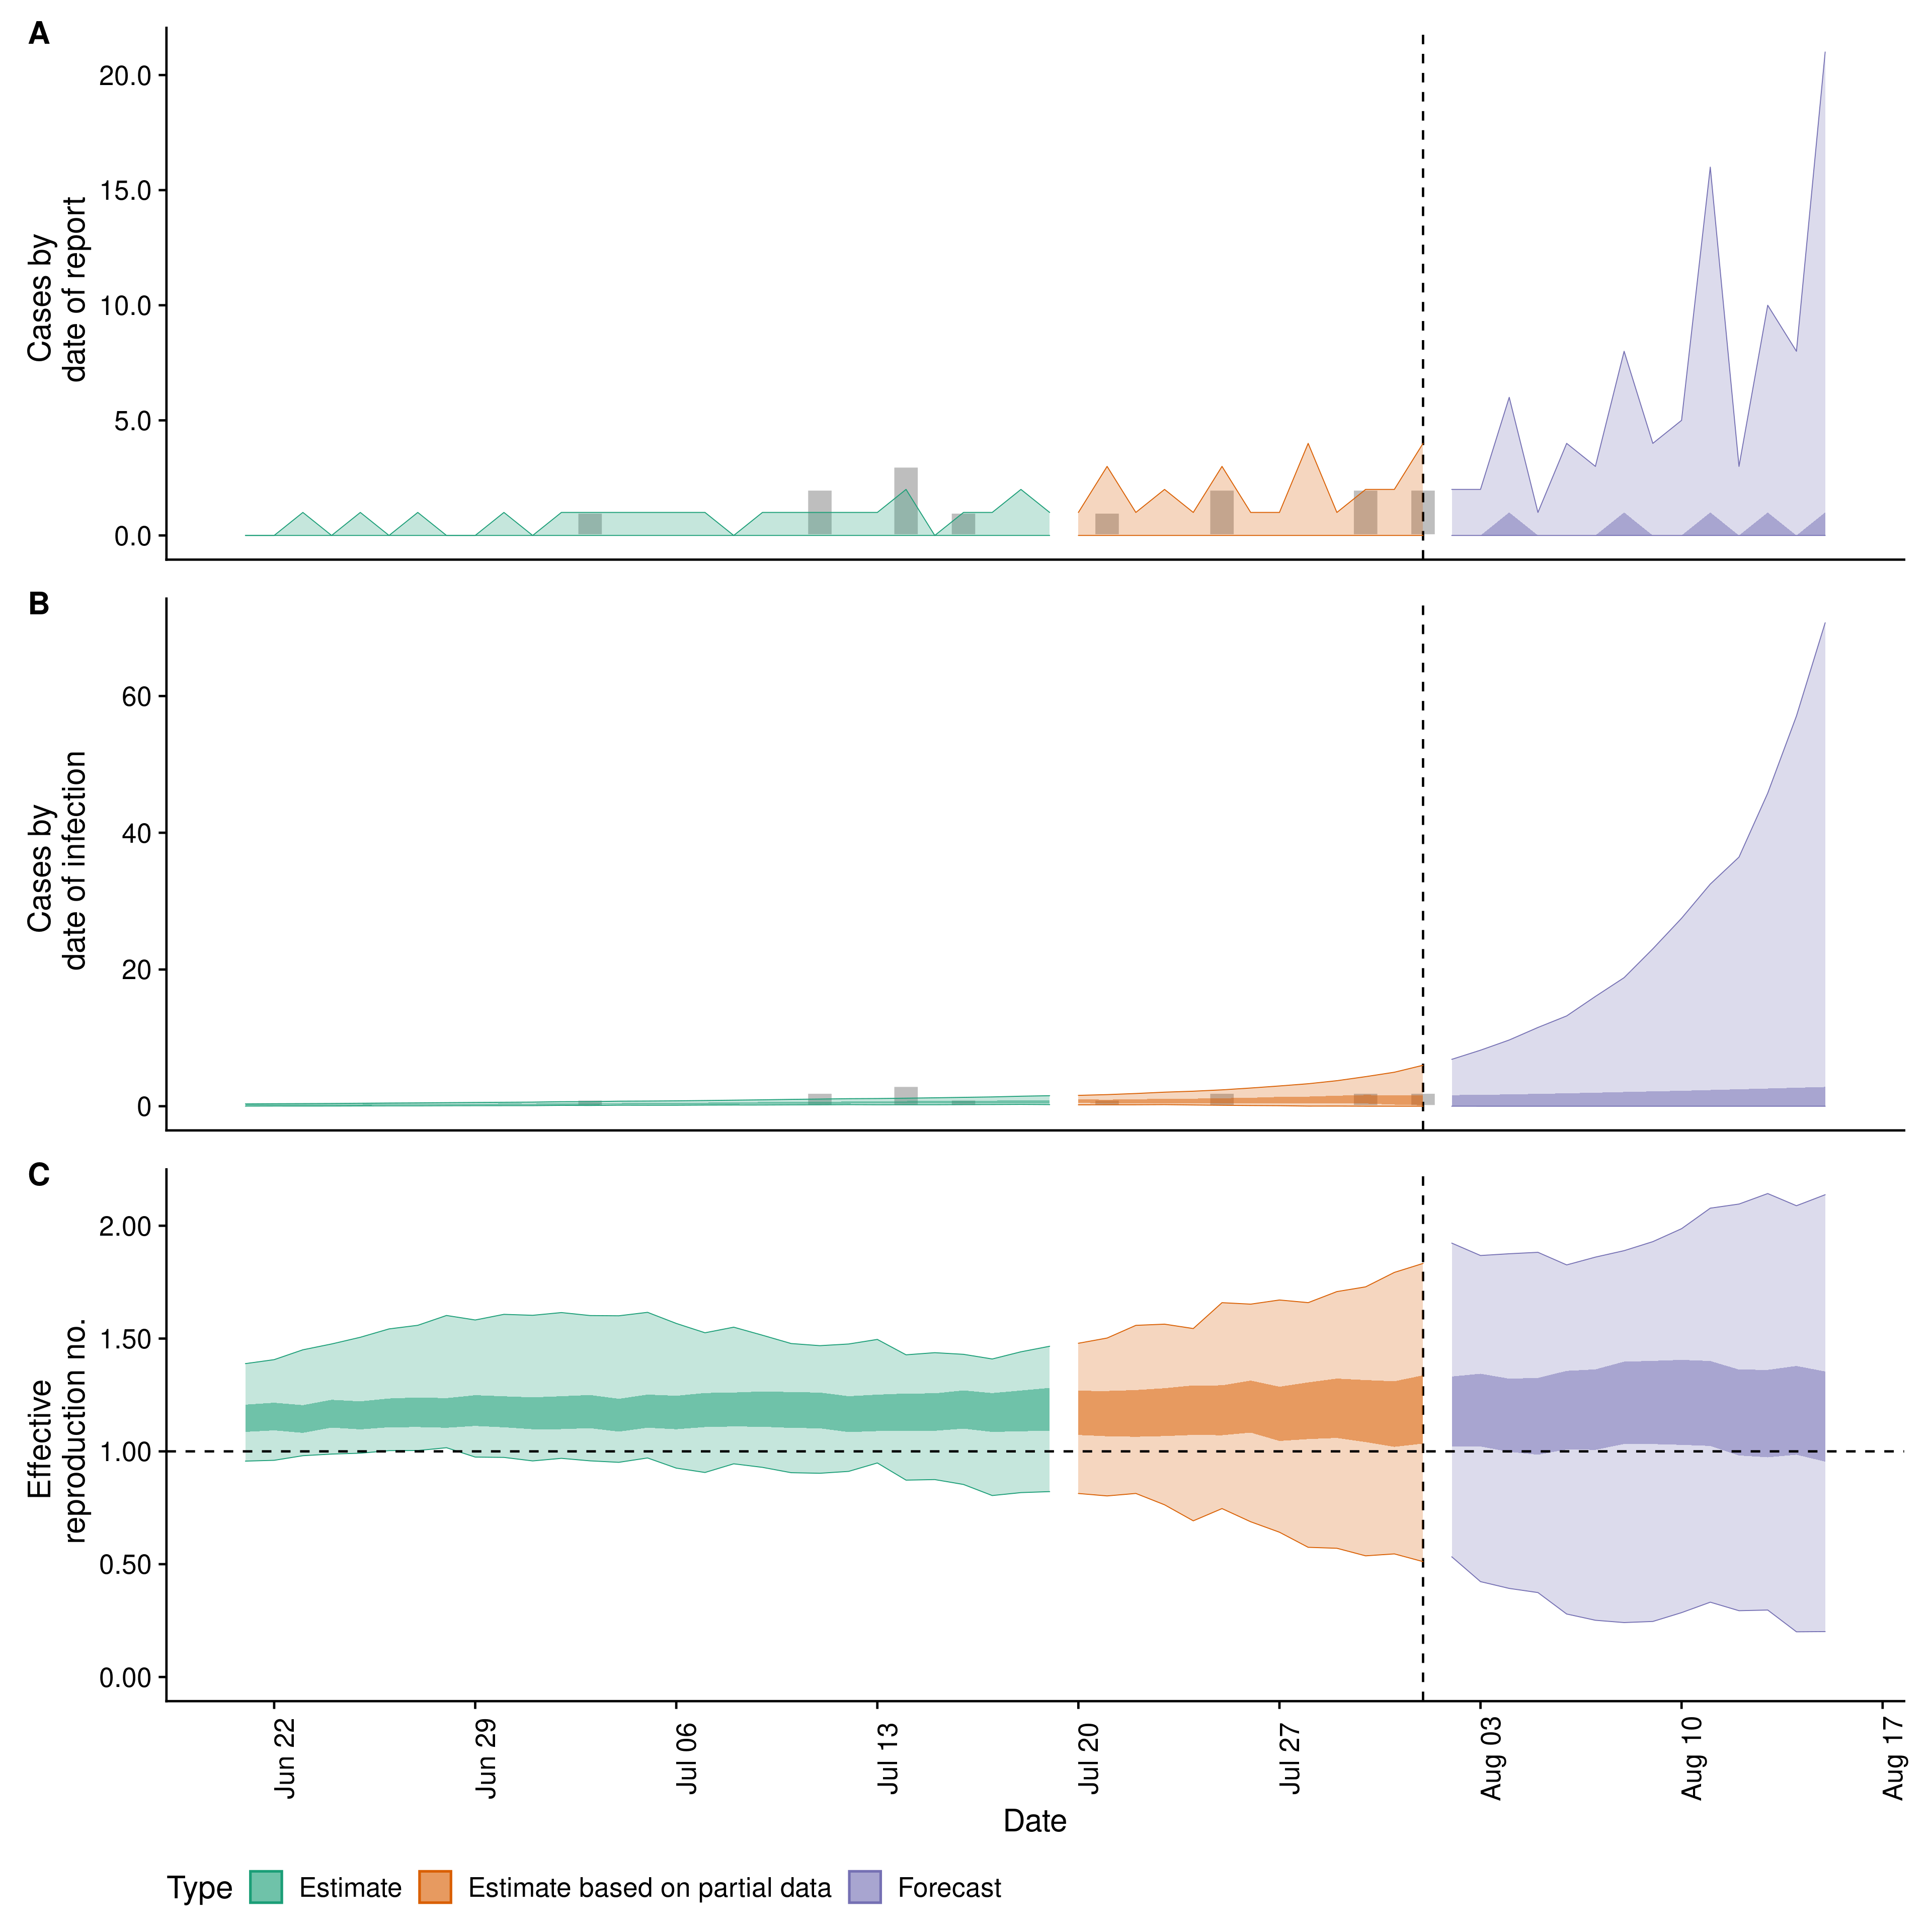 A
Cases by
date of report
20.0
15.0
10.0
5.0
0.0
B
Cases by
date of infection
60
40
20
0
C
Effective
reproduction no.
2.00
1.50
1.00
0.50
0.00
Jun 22
Jun 29
Jul 06
Jul 13
Jul 20
Jul 27
Aug 03
Aug 10
Aug 17
Date
Type Estimate Estimate based on partial data Forecast